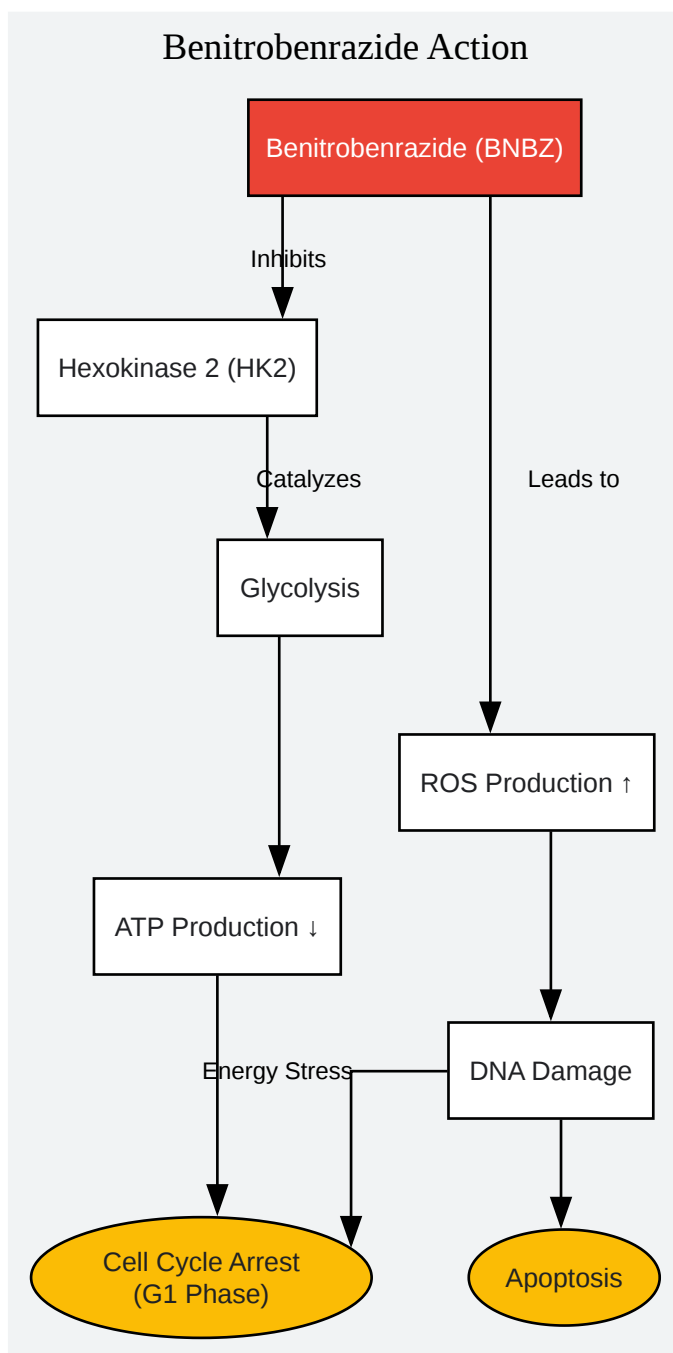 Benitrobenrazide Action
Benitrobenrazide (BNBZ)
Inhibits
Hexokinase 2 (HK2)
Catalyzes
Leads to
Glycolysis
ROS Production ↑
ATP Production ↓
Energy Stress
DNA Damage
Cell Cycle Arrest
(G1 Phase)
Apoptosis